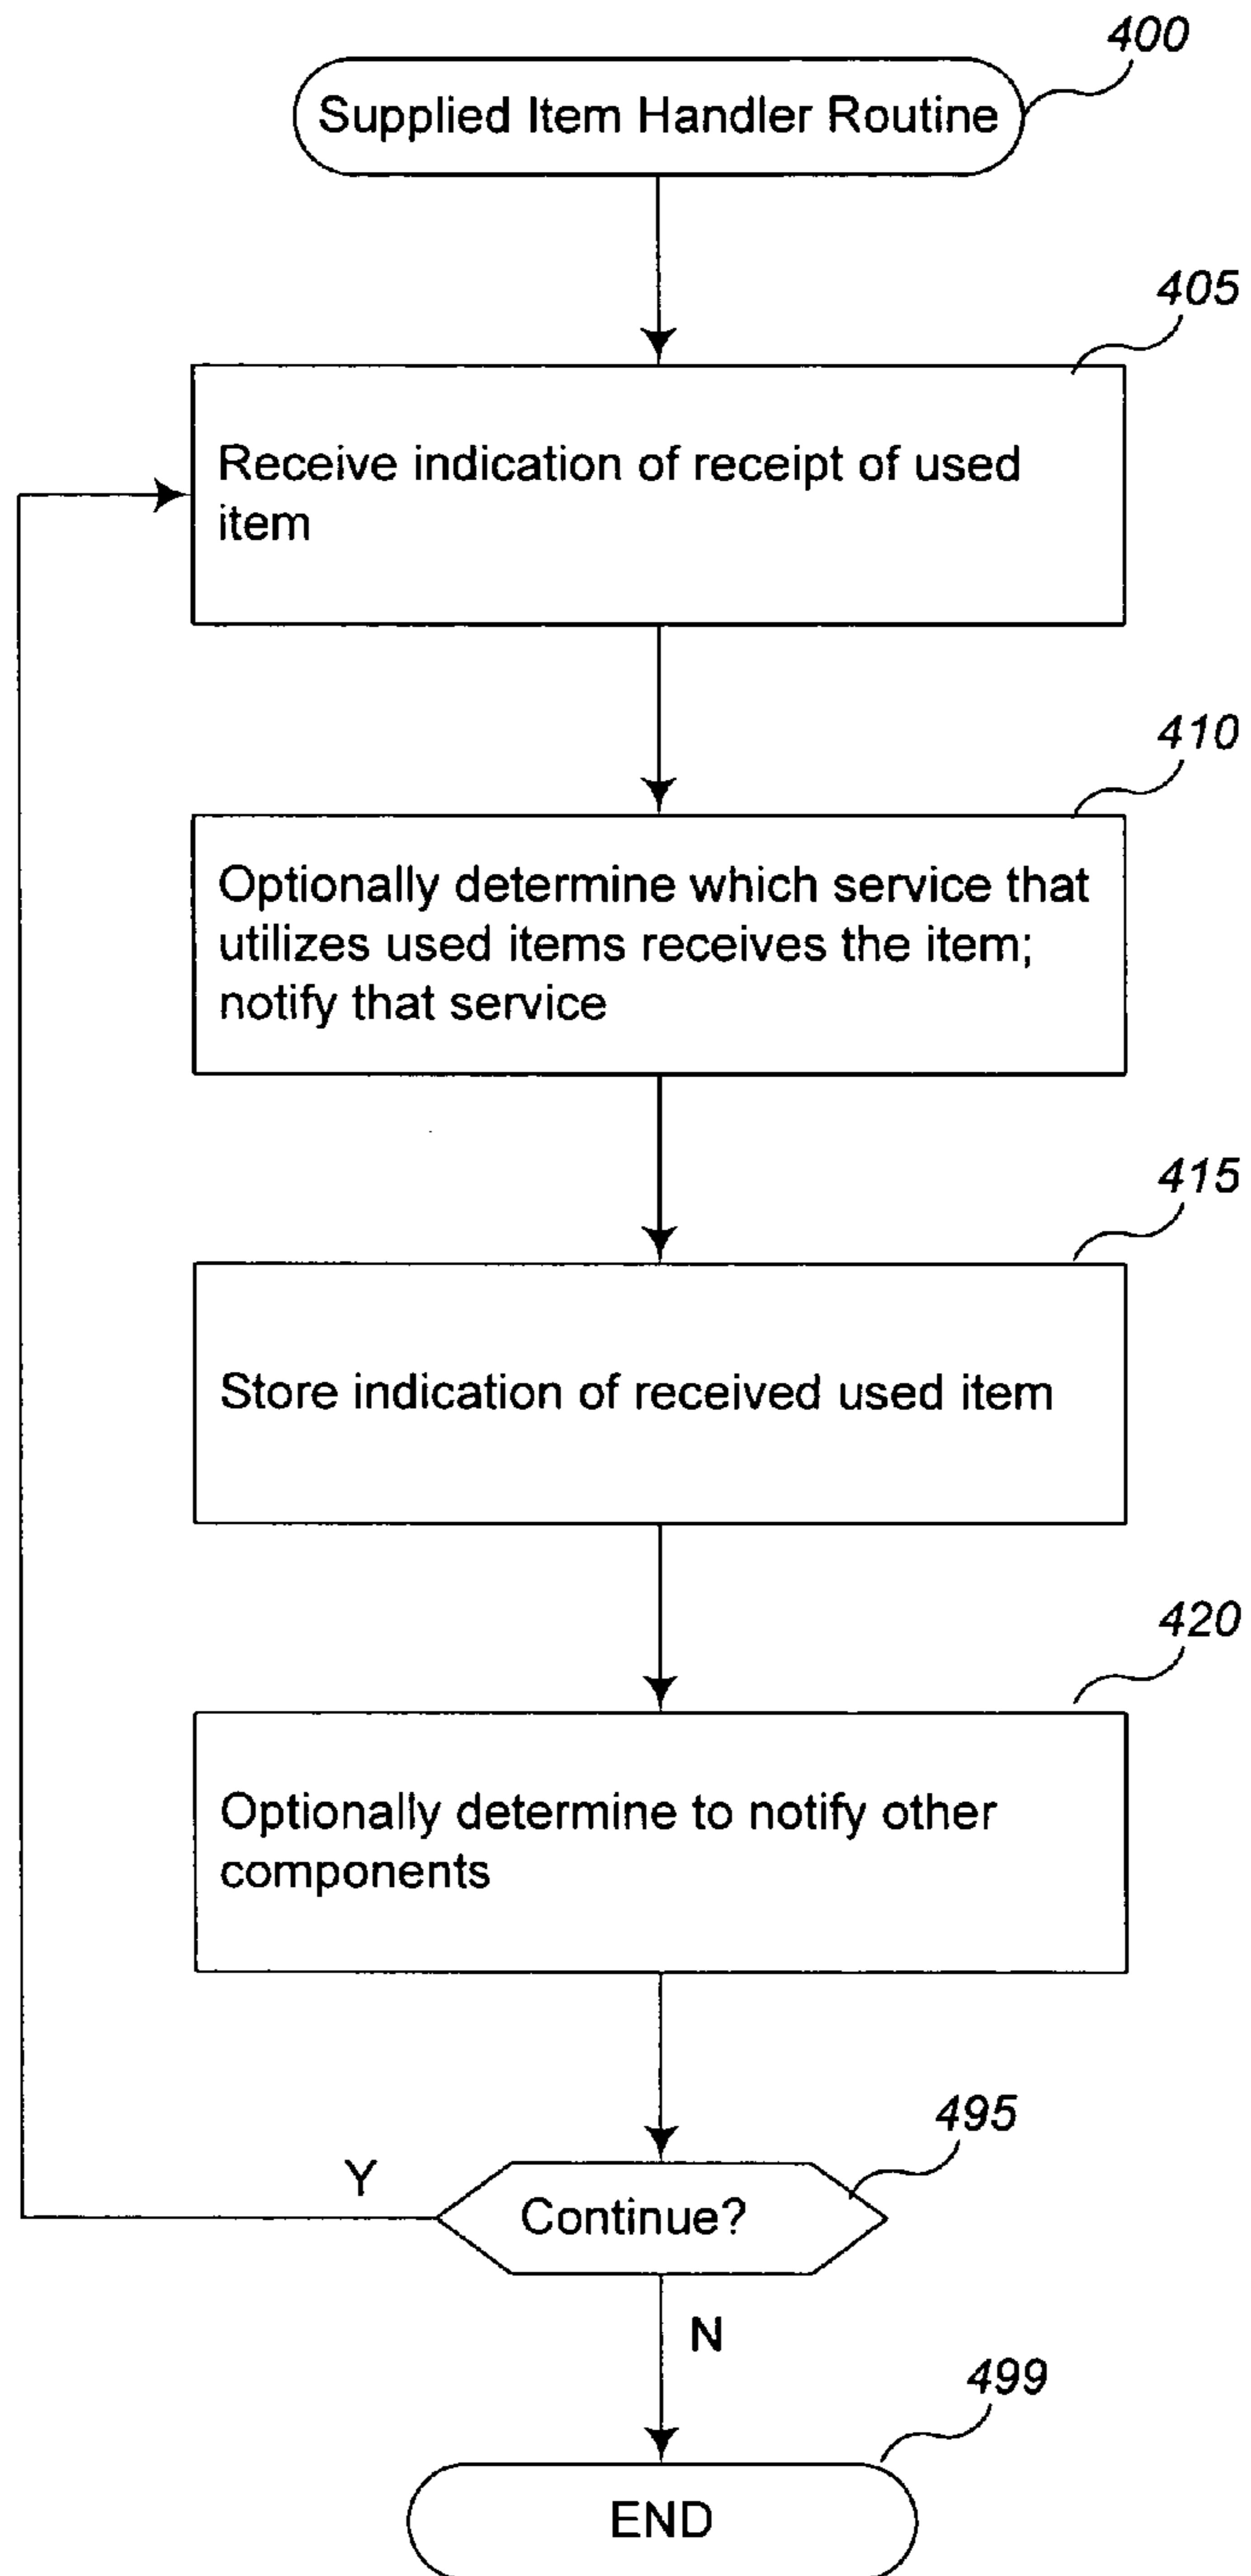 400
Supplied Item Handler Routine
405
Receive indication of receipt of used
item
410
Optionally determine which service that
utilizes used items receives the item;
notify that service
415
Store indication of received used item
420
Optionally determine to notify other
components
495
Y
Continue?
N
499
END